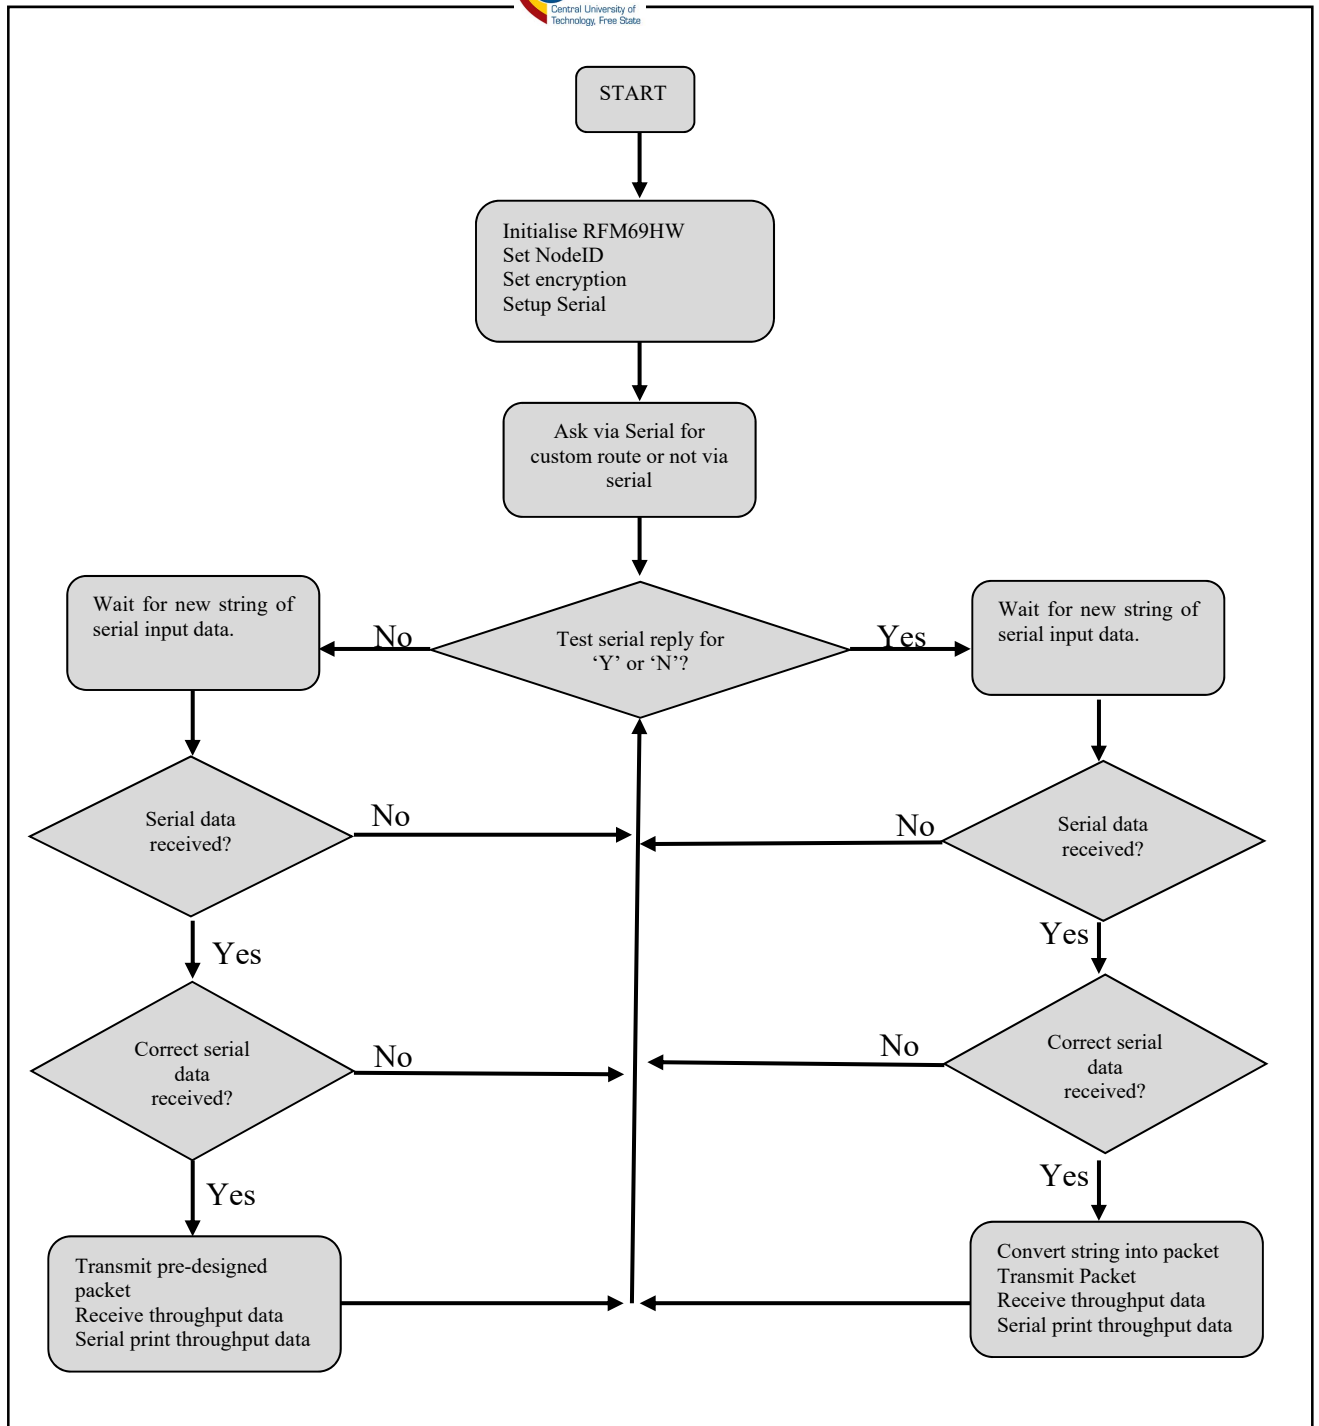 Central University of
Technology, Free State
START
Initialise RFM69HW
Set NodeID
Set encryption
Setup Serial
Ask via Serial for
custom route or not via
serial
Test serial reply for
‘Y’ or ‘N’?
No
Yes
Wait for new string of
serial input data.
Wait for new string of
serial input data.
Serial data
received?
No
No
Serial data
received?
Yes
Yes
Correct serial
data
received?
No
No
Correct serial
data
received?
Yes
Yes
Transmit pre-designed
packet
Receive throughput data
Serial print throughput data
Convert string into packet
Transmit Packet
Receive throughput data
Serial print throughput data